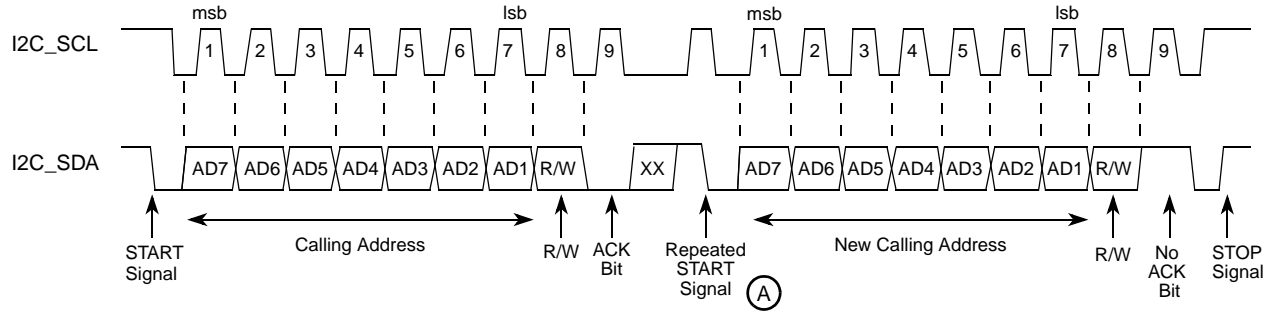 msb lsb msb lsb
I2C_SCL 1 2 3 4 5 6 7 8 9 1 2 3 4 5 6 7 8 9
I2C_SDA AD7 AD6 AD5 AD4 AD3 AD2 AD1 R/W XX AD7 AD6 AD5 AD4 AD3 AD2 AD1 R/W
START
Signal
Calling Address
R/W
ACK
Bit
Repeated
START
Signal
A
New Calling Address
R/W
No
ACK
Bit
STOP
Signal